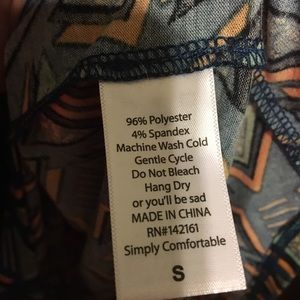 96% Polyester
4% Spandex
Machine Wash Cold
Gentle Cycle
Do Not Bleach
Hang Dry
or you'll be sad
MADE IN CHINA
RN#142161
Simply Comfortable
S